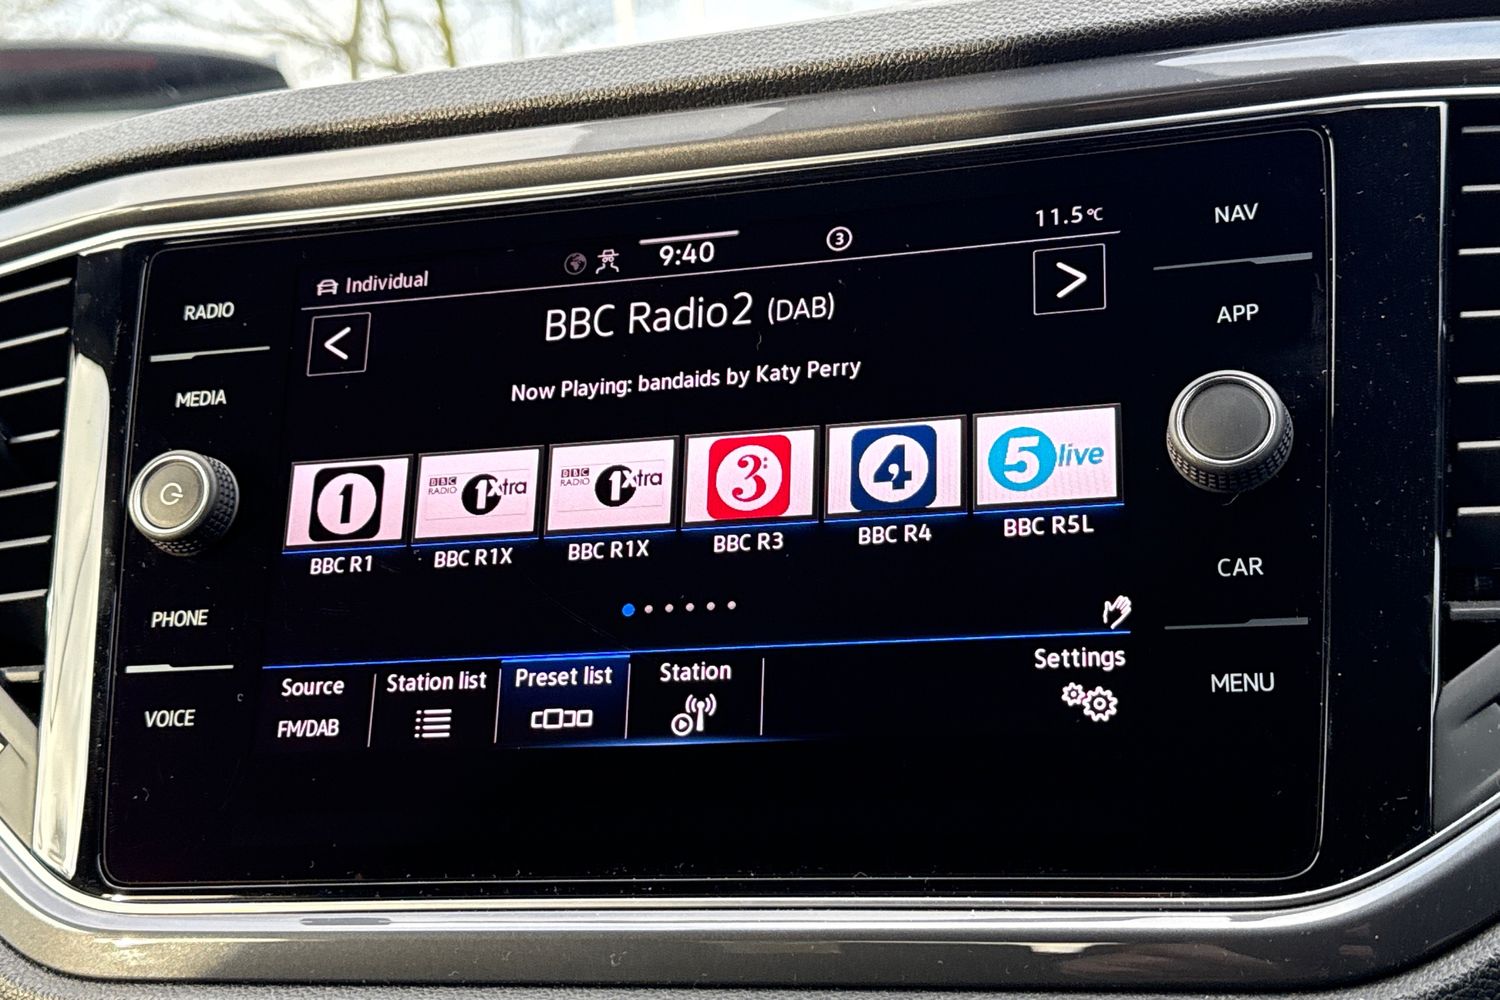 Individual
9:40
3
11.5°C
BBC Radio2 (DAB)
Now Playing: bandaids by Katy Perry
RADIO
MEDIA
PHONE
VOICE
NAV
APP
CAR
MENU
1
BBC RADIO 1Xtra
BBC RADIO 1Xtra
3
4
5 live
BBC R1
BBC R1X
BBC R1X
BBC R3
BBC R4
BBC R5L
Source
FM/DAB
Station list
Preset list
Station
Settings